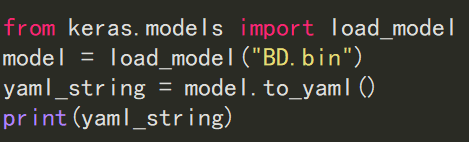 from keras.models import load_model
model = load_model("BD.bin")
yaml_string = model.to_yaml()
print(yaml_string)